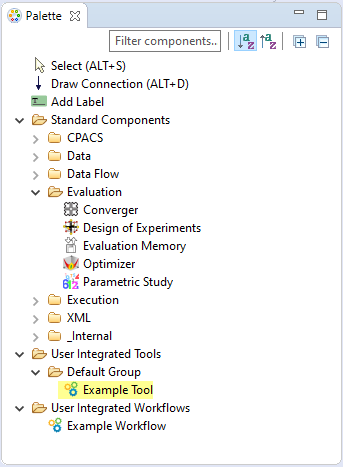 Palette
Filter components..
Select (ALT+S)
Draw Connection (ALT+D)
Add Label
Standard Components
CPACS
Data
Data Flow
Evaluation
Converger
Design of Experiments
Evaluation Memory
Optimizer
Parametric Study
Execution
XML
_Internal
User Integrated Tools
Default Group
Example Tool
User Integrated Workflows
Example Workflow